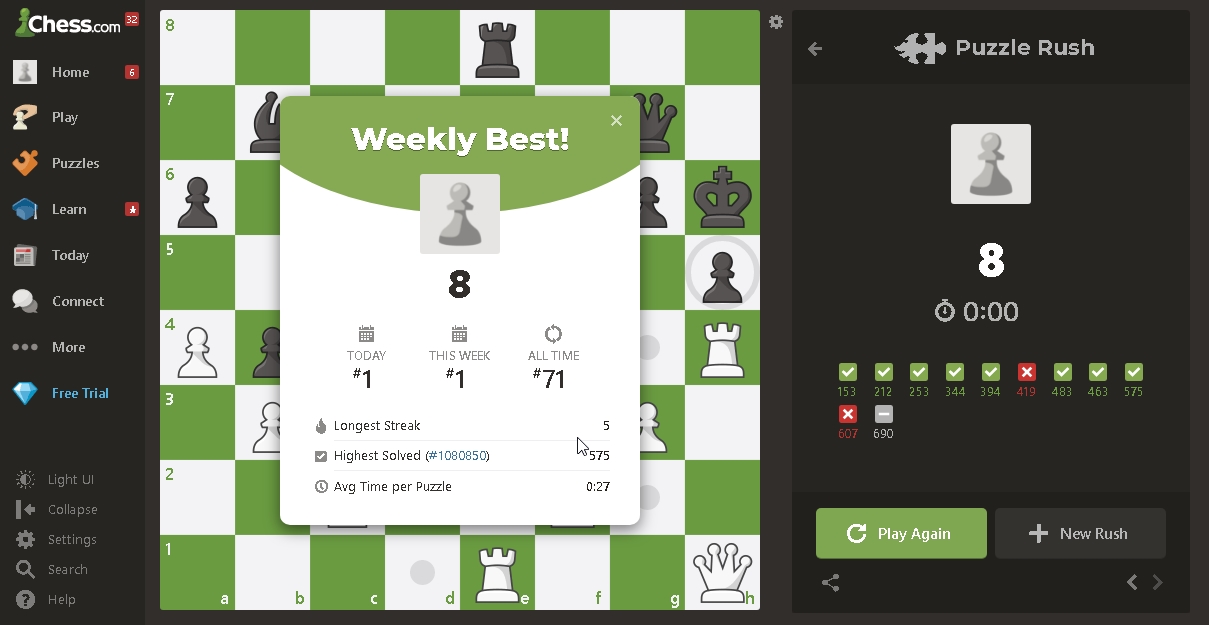 Chess.com 32
Home 6
Play
Puzzles
Learn
Today
Connect
More
Free Trial
Light UI
Collapse
Settings
Search
Help
8
7
6
5
4
3
2
1
a b c d e f g h
Weekly Best!
8
TODAY THIS WEEK ALL TIME
#1 #1 #71
Longest Streak 5
Highest Solved (#1080850) 575
Avg Time per Puzzle 0:27
Puzzle Rush
8
0:00
153 212 253 344 394 419 483 463 575
607 690
Play Again
New Rush